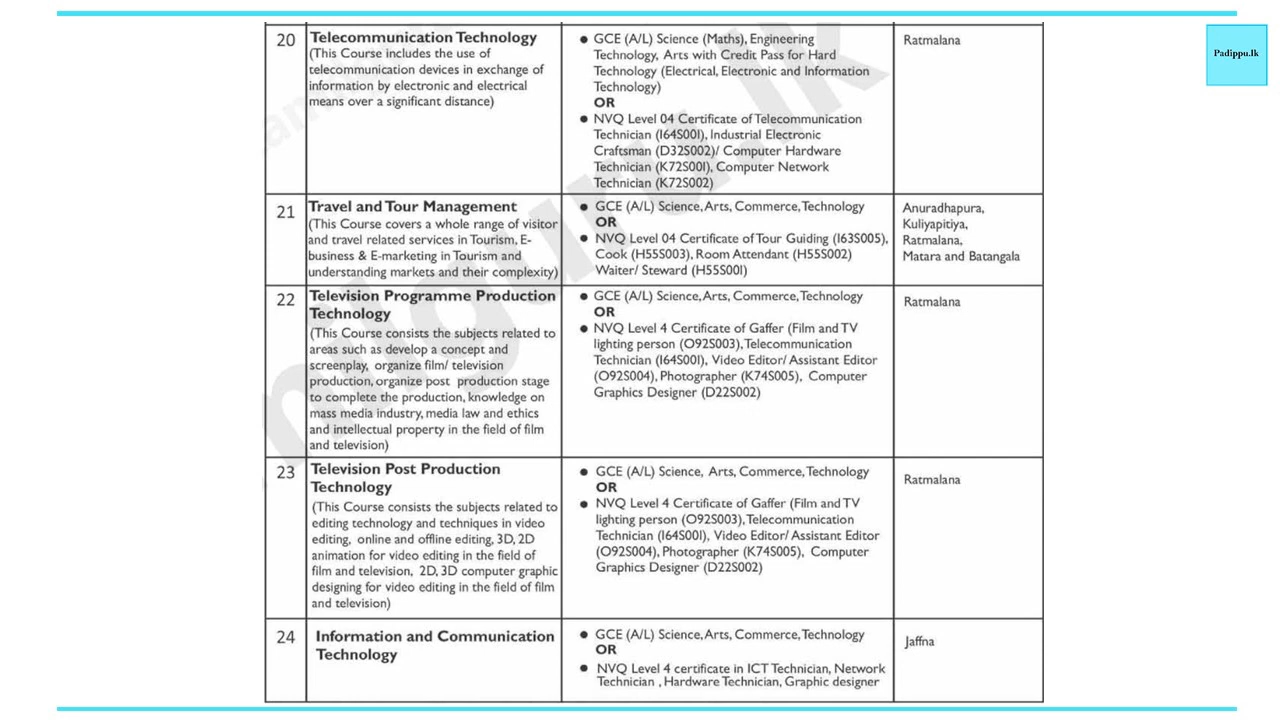 20
Telecommunication Technology
(This Course includes the use of
telecommunication devices in exchange of
information by electronic and electrical
means over a significant distance)
● GCE (A/L) Science (Maths), Engineering
Technology, Arts with Credit Pass for Hard
Technology (Electrical, Electronic and Information
Technology)
OR
● NVQ Level 04 Certificate of Telecommunication
Technician (I64S00I), Industrial Electronic
Craftsman (D32S002)/ Computer Hardware
Technician (K72S00I), Computer Network
Technician (K72S002)
Ratmalana
Padippu.lk
21
Travel and Tour Management
(This Course covers a whole range of visitor
and travel related services in Tourism, E-
business & E-marketing in Tourism and
understanding markets and their complexity)
● GCE (A/L) Science, Arts, Commerce, Technology
OR
● NVQ Level 04 Certificate of Tour Guiding (I63S005),
Cook (H55S003), Room Attendant (H55S002)
Waiter/ Steward (H55S00I)
Anuradhapura,
Kuliyapitiya,
Ratmalana,
Matara and Batangala
22
Television Programme Production
Technology
(This Course consists the subjects related to
areas such as develop a concept and
screenplay, organize film/ television
production, organize post production stage
to complete the production, knowledge on
mass media industry, media law and ethics
and intellectual property in the field of film
and television)
● GCE (A/L) Science, Arts, Commerce, Technology
OR
● NVQ Level 4 Certificate of Gaffer (Film and TV
lighting person (O92S003), Telecommunication
Technician (I64S00I), Video Editor/ Assistant Editor
(O92S004), Photographer (K74S005), Computer
Graphics Designer (D22S002)
Ratmalana
23
Television Post Production
Technology
(This Course consists the subjects related to
editing technology and techniques in video
editing, online and offline editing, 3D, 2D
animation for video editing in the field of
film and television, 2D, 3D computer graphic
designing for video editing in the field of film
and television)
● GCE (A/L) Science, Arts, Commerce, Technology
OR
● NVQ Level 4 Certificate of Gaffer (Film and TV
lighting person (O92S003), Telecommunication
Technician (I64S00I), Video Editor/ Assistant Editor
(O92S004), Photographer (K74S005), Computer
Graphics Designer (D22S002)
Ratmalana
24
Information and Communication
Technology
● GCE (A/L) Science, Arts, Commerce, Technology
OR
● NVQ Level 4 certificate in ICT Technician, Network
Technician , Hardware Technician, Graphic designer
Jaffna